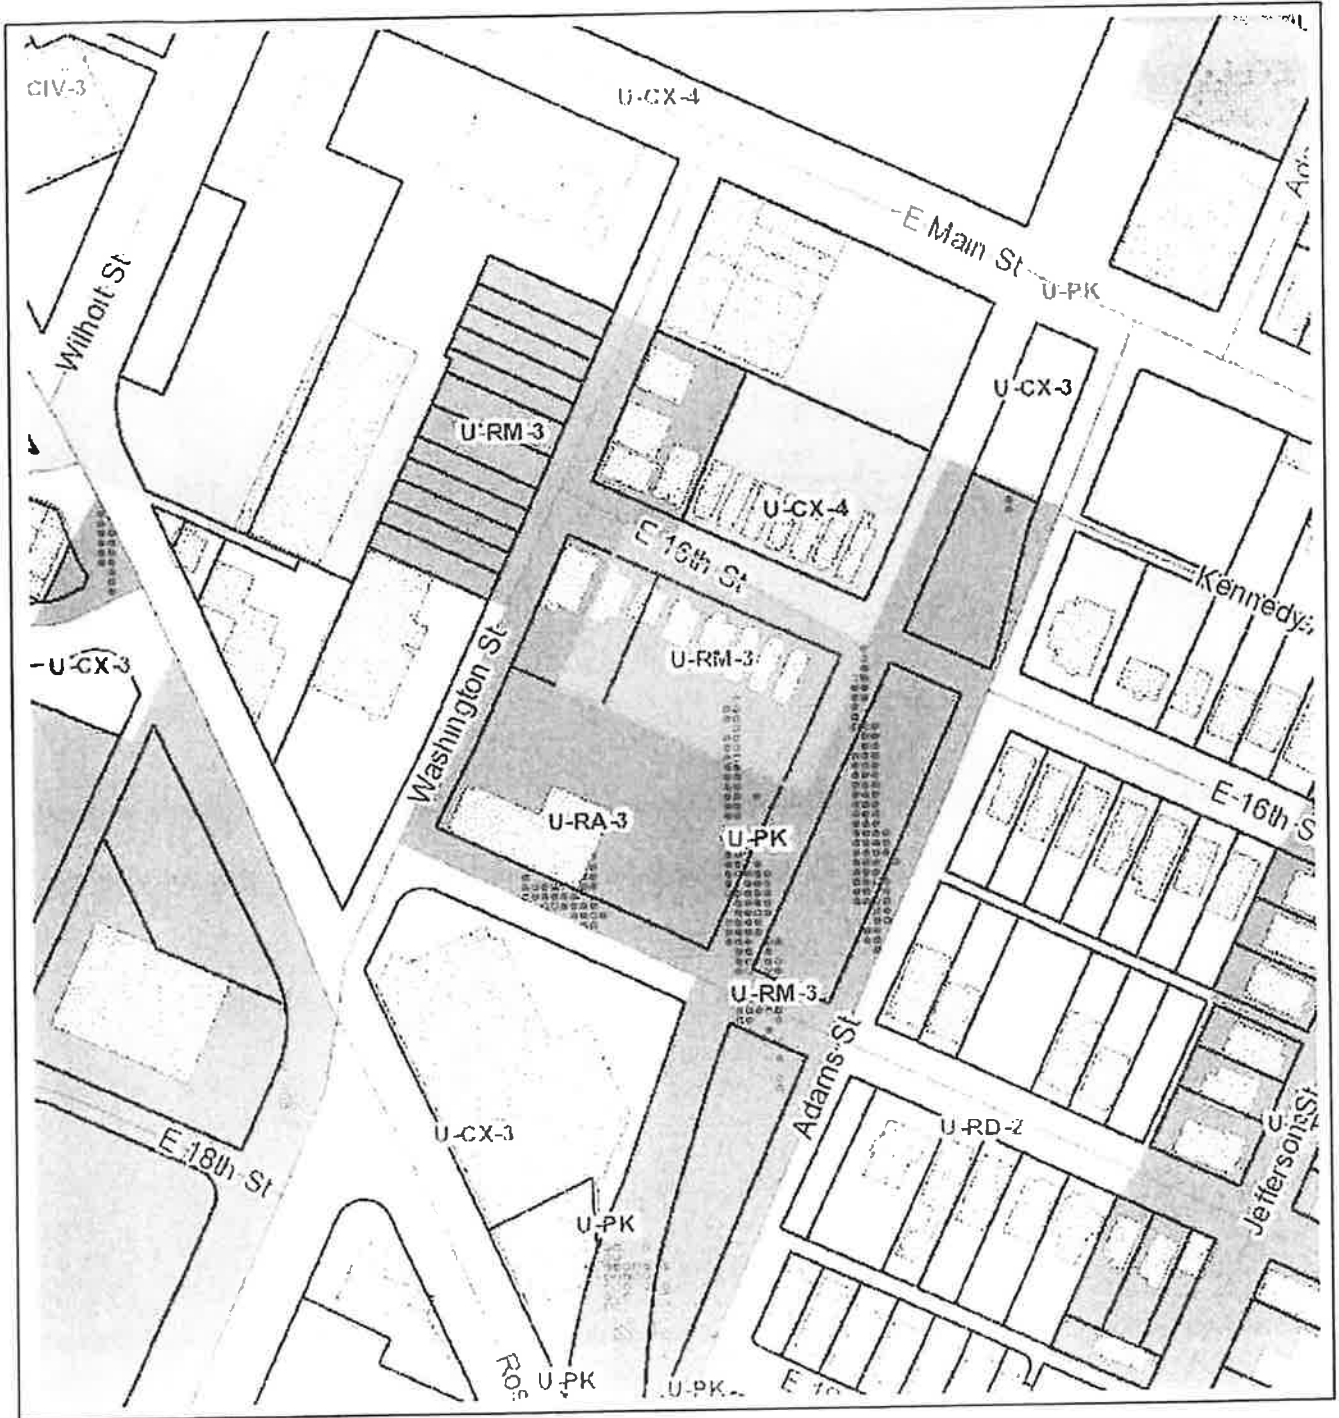 CIV-3
U-CX-4
E Main St
U-PK
Wilhoit St
U-CX-3
U-RM-3
U-CX-4
E 16th St
Kennedy
U-RM-3
U-CX-3
Washington St
E 16th S
U-RA-3
U-PK
U-RM-3
Adams St
U-CX-3
U-RD-2
E 18th St
Jefferson St
U-PK
U-PK
U-PK